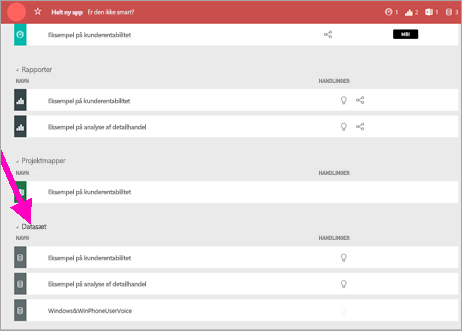 Helt ny app Er den ikke smart? 1 2 1 3
Eksempel på kunderentabilitet MBI
Rapporter
NAVN HANDLINGER
Eksempel på kunderentabilitet
Eksempel på analyse af detailhandel
Projektmapper
NAVN HANDLINGER
Eksempel på kunderentabilitet
Datasæt
NAVN HANDLINGER
Eksempel på kunderentabilitet
Eksempel på analyse af detailhandel
Windows&WinPhoneUserVoice